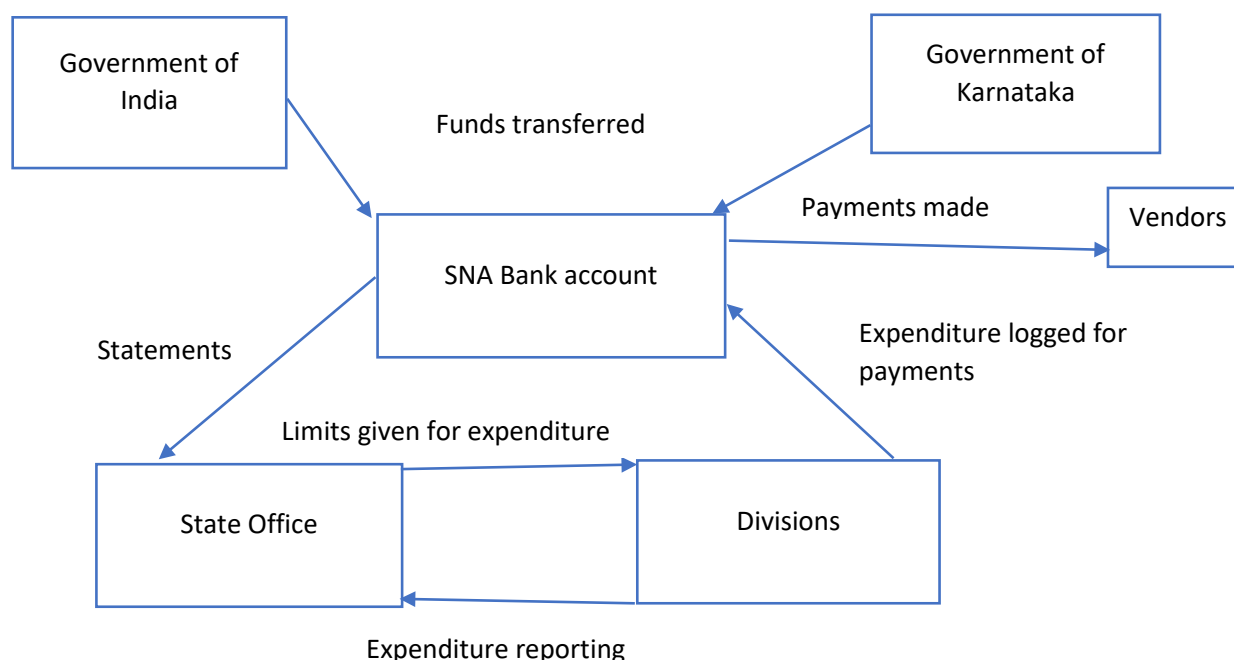 Government of
India
Government of
Karnataka
Funds transferred
Payments made
Vendors
SNA Bank account
Statements
Expenditure logged for
payments
Limits given for expenditure
State Office
Divisions
Expenditure reporting